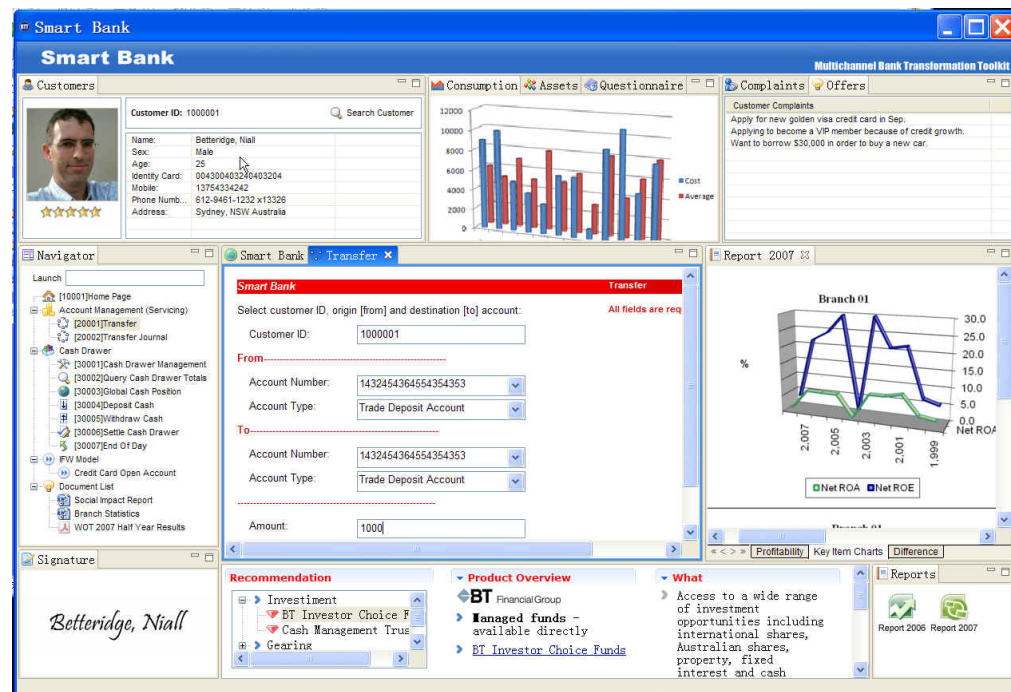 Smart Bank
Smart Bank
Multichannel Bank Transformation Toolkit
Customers
Customer ID: 1000001
Search Customer
Name: Betteridge, Niall
Sex: Male
Age: 25
Identity Card: 004300403240403204
Mobile: 13754334242
Phone Numb... 612-9461-1232 x13326
Address: Sydney, NSW Australia
Consumption Assets Questionnaire
12000
10000
8000
6000
4000
2000
0
Cost
Average
Complaints Offers
Customer Complaints
Apply for new golden visa credit card in Sep.
Applying to become a VIP member because of credit growth.
Want to borrow $30,000 in order to buy a new car.
Navigator
Launch
[10001]Home Page
Account Management (Servicing)
[20001]Transfer
[20002]Transfer Journal
Cash Drawer
[30001]Cash Drawer Management
[30002]Query Cash Drawer Totals
[30003]Global Cash Position
[30004]Deposit Cash
[30005]Withdraw Cash
[30006]Settle Cash Drawer
[30007]End Of Day
IFW Model
Credit Card Open Account
Document List
Social Impact Report
Branch Statistics
WOT 2007 Half Year Results
Smart Bank Transfer
Smart Bank Transfer
Select customer ID, origin [from] and destination [to] account: All fields are req
Customer ID: 1000001
From
Account Number: 1432454364554354353
Account Type: Trade Deposit Account
To
Account Number: 1432454364554354353
Account Type: Trade Deposit Account
Amount: 1000
Report 2007
Branch 01
%
30.0
25.0
20.0
15.0
10.0
5.0
0.0
Net ROA
2,007 2,005 2,003 2,001 1,999
Net ROA Net ROE
« < > » Profitability Key Item Charts Difference
Signature
Betteridge, Niall
Recommendation
Investiment
BT Investor Choice F
Cash Management Trus
Gearing
Product Overview
BT Financial Group
Managed funds -
available directly
BT Investor Choice Funds
What
Access to a wide range
of investment
opportunities including
international shares,
Australian shares,
property, fixed
interest and cash
Reports
Report 2006 Report 2007